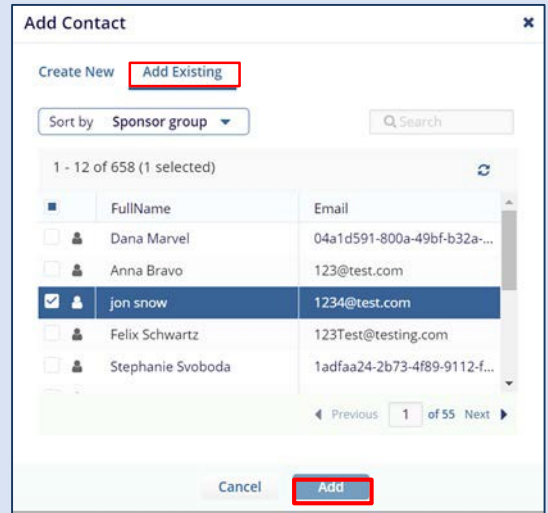 Add Contact
Create New Add Existing
Sort by Sponsor group
Search
1 - 12 of 658 (1 selected)
FullName Email
Dana Marvel 04a1d591-800a-49bf-b32a-...
Anna Bravo 123@test.com
jon snow 1234@test.com
Felix Schwartz 123Test@testing.com
Stephanie Svoboda 1adfaa24-2b73-4f89-9112-f...
Previous 1 of 55 Next
Cancel Add